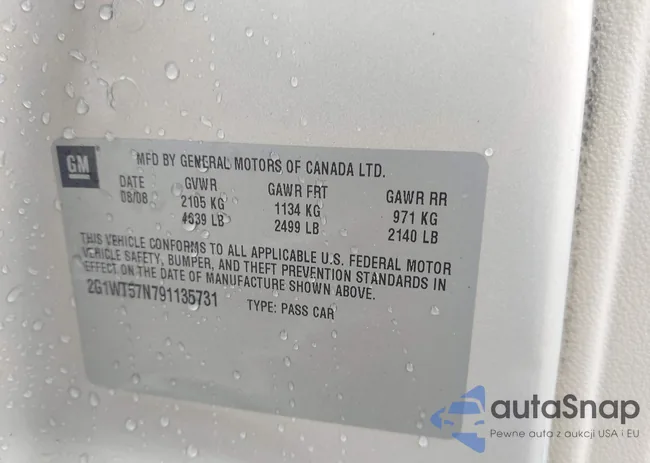 GM
MFD BY GENERAL MOTORS OF CANADA LTD.
DATE GVWR GAWR FRT GAWR RR
08/08 2105 KG 1134 KG 971 KG
4639 LB 2499 LB 2140 LB
THIS VEHICLE CONFORMS TO ALL APPLICABLE U.S. FEDERAL MOTOR
VEHICLE SAFETY, BUMPER, AND THEFT PREVENTION STANDARDS IN
EFFECT ON THE DATE OF MANUFACTURE SHOWN ABOVE.
2G1WT57N791135731 TYPE: PASS CAR
autaSnap
Pewne auta z aukcji USA i EU